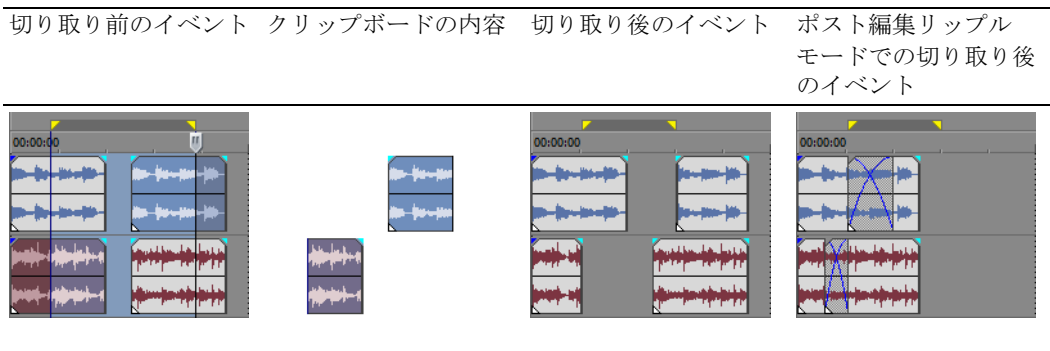 切り取り前のイベント
クリップボードの内容
切り取り後のイベント
ポスト編集リップル
モードでの切り取り後
のイベント
00:00:00
00:00:00
00:00:00